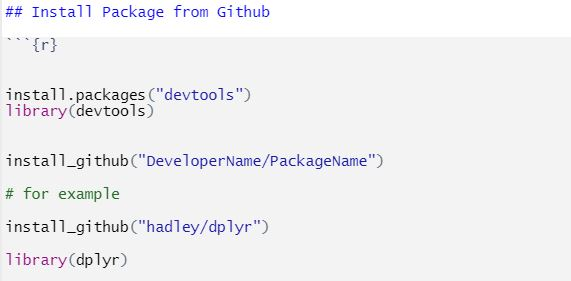 ## Install Package from Github
```{r}
install.packages("devtools")
library(devtools)
install_github("DeveloperName/PackageName")
# for example
install_github("hadley/dplyr")
library(dplyr)